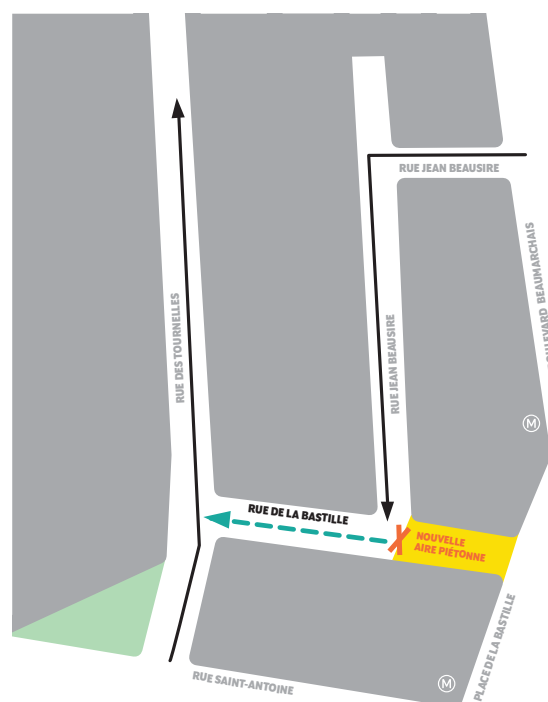 RUE JEAN BEAUSIRE
BOULEVARD BEAUMARCHAIS
RUE DES TOURNELLES
RUE JEAN BEAUSIRE
M
RUE DE LA BASTILLE
NOUVELLE
AIRE PIÉTONNE
PLACE DE LA BASTILLE
RUE SAINT-ANTOINE
M